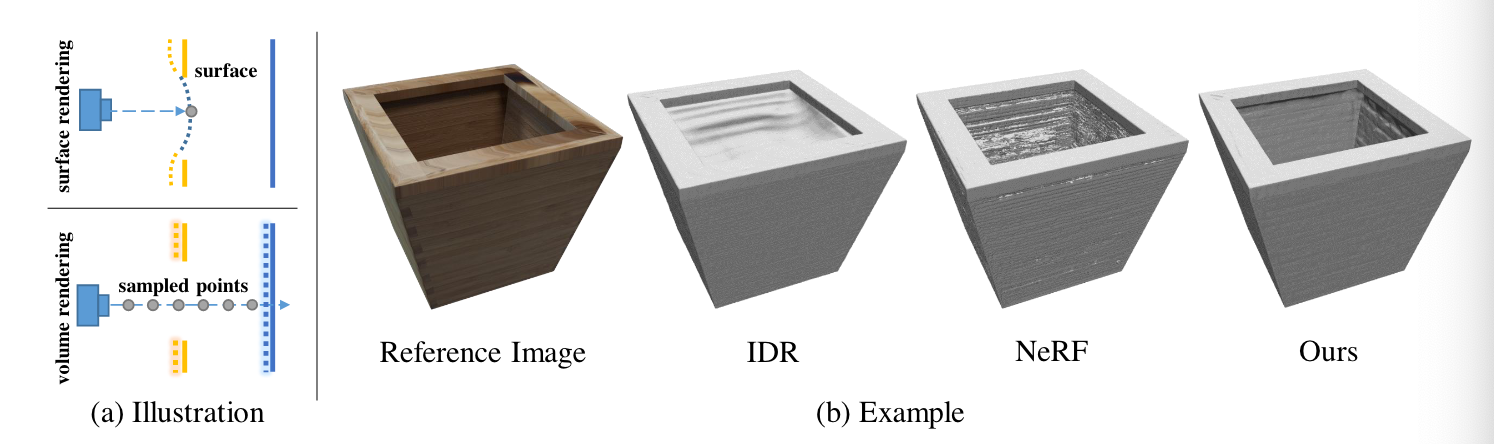 surface rendering
surface
volume rendering
sampled points
(a) Illustration
Reference Image
IDR
NeRF
Ours
(b) Example